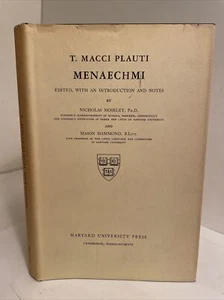 T. MACCI PLAUTI
MENAECHMI
EDITED, WITH AN INTRODUCTION AND NOTES
BY
NICHOLAS MOSELEY, Ph.D.
AND
MASON HAMMOND, B.Litt.
HARVARD UNIVERSITY PRESS
CAMBRIDGE, MASSACHUSETTS